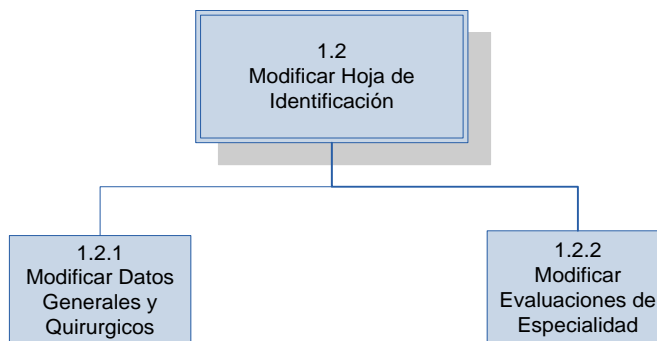 1.2
Modificar Hoja de
Identificación
1.2.1
Modificar Datos
Generales y
Quirurgicos
1.2.2
Modificar
Evaluaciones de
Especialidad